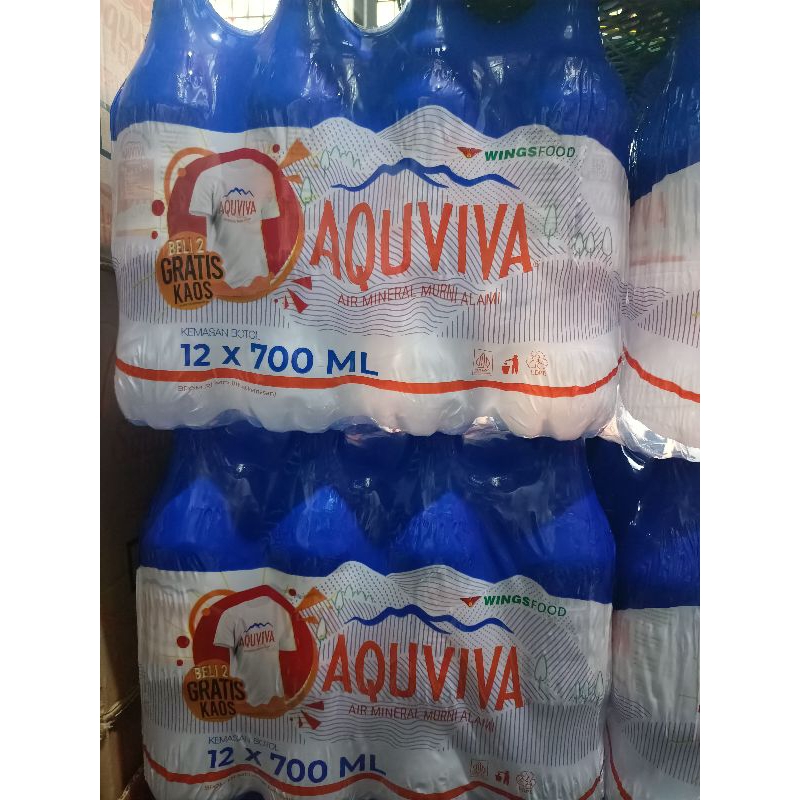 WINGSFOOD
AQUVIVA
BELI 2
GRATIS
KAOS
AQUVIVA
AIR MINERAL MURNI ALAMI
KEMASAN BOTOL
12 X 700 ML
LDPE
WINGSFOOD
AQUVIVA
BELI 2
GRATIS
KAOS
AQUVIVA
AIR MINERAL MURNI ALAMI
KEMASAN BOTOL
12 X 700 ML